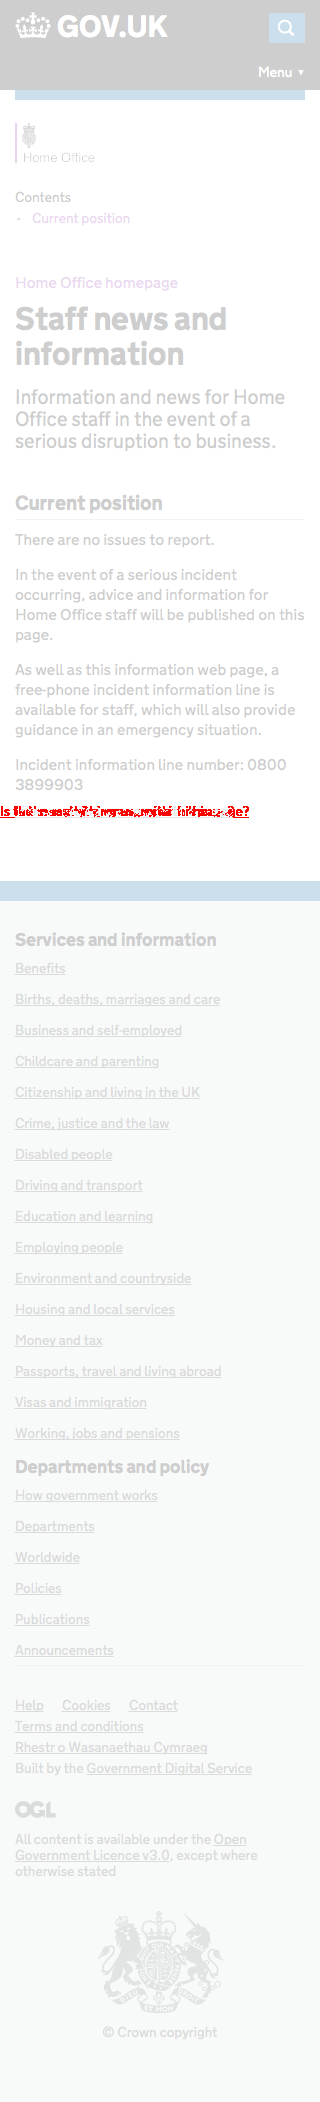 GOV.UK
Menu ▼
Home Office
Contents
- Current position
Home Office homepage
Staff news and
information
Information and news for Home
Office staff in the event of a
serious disruption to business.
Current position
There are no issues to report.
In the event of a serious incident
occurring, advice and information for
Home Office staff will be published on this
page.
As well as this information web page, a
free-phone incident information line is
available for staff, which will also provide
guidance in an emergency situation.
Incident information line number: 0800
3899903
Is
Services and information
Benefits
Births, deaths, marriages and care
Business and self-employed
Childcare and parenting
Citizenship and living in the UK
Crime, justice and the law
Disabled people
Driving and transport
Education and learning
Employing people
Environment and countryside
Housing and local services
Money and tax
Passports, travel and living abroad
Visas and immigration
Working, jobs and pensions
Departments and policy
How government works
Departments
Worldwide
Policies
Publications
Announcements
Help Cookies Contact
Terms and conditions
Rhestr o Wasanaethau Cymraeg
Built by the Government Digital Service
OGL
All content is available under the Open
Government Licence v3.0, except where
otherwise stated
© Crown copyright